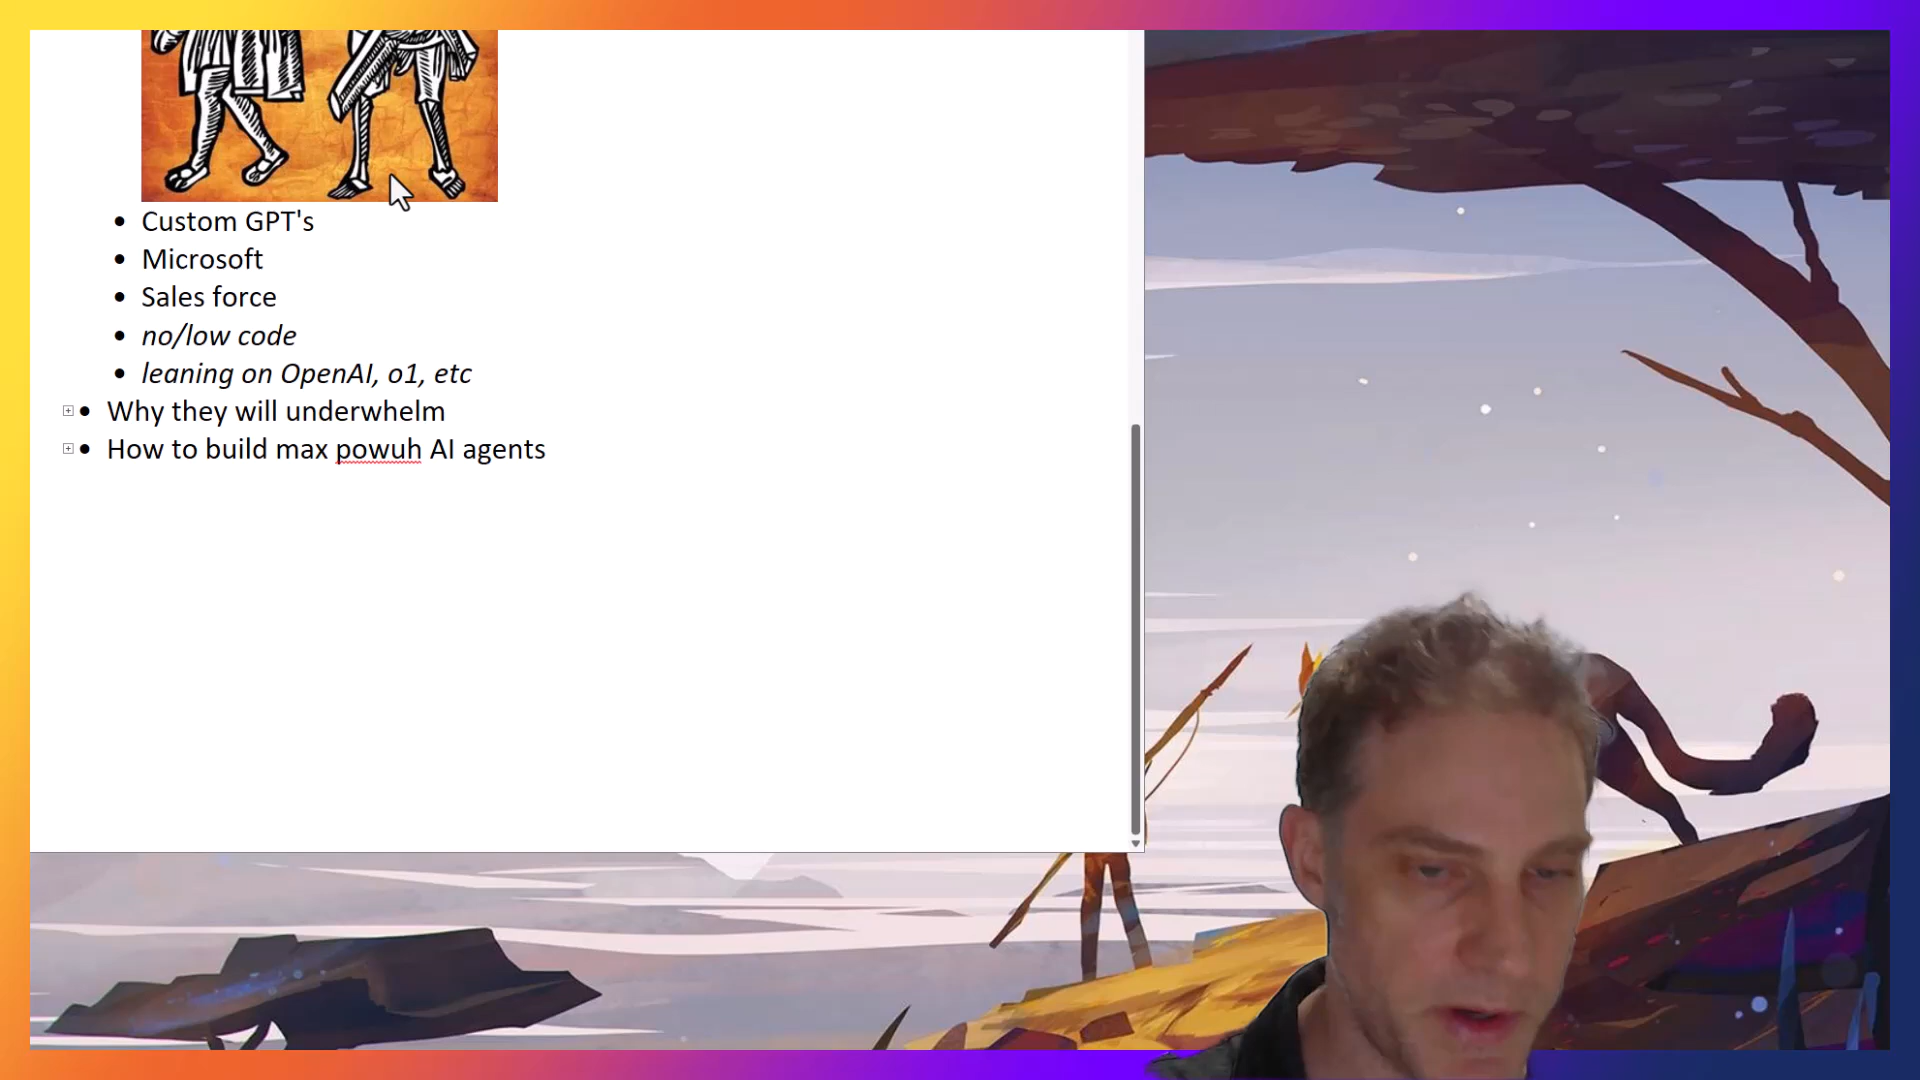 Custom GPT's
Microsoft
Sales force
no/low code
leaning on OpenAI, o1, etc
Why they will underwhelm
How to build max powuh AI agents